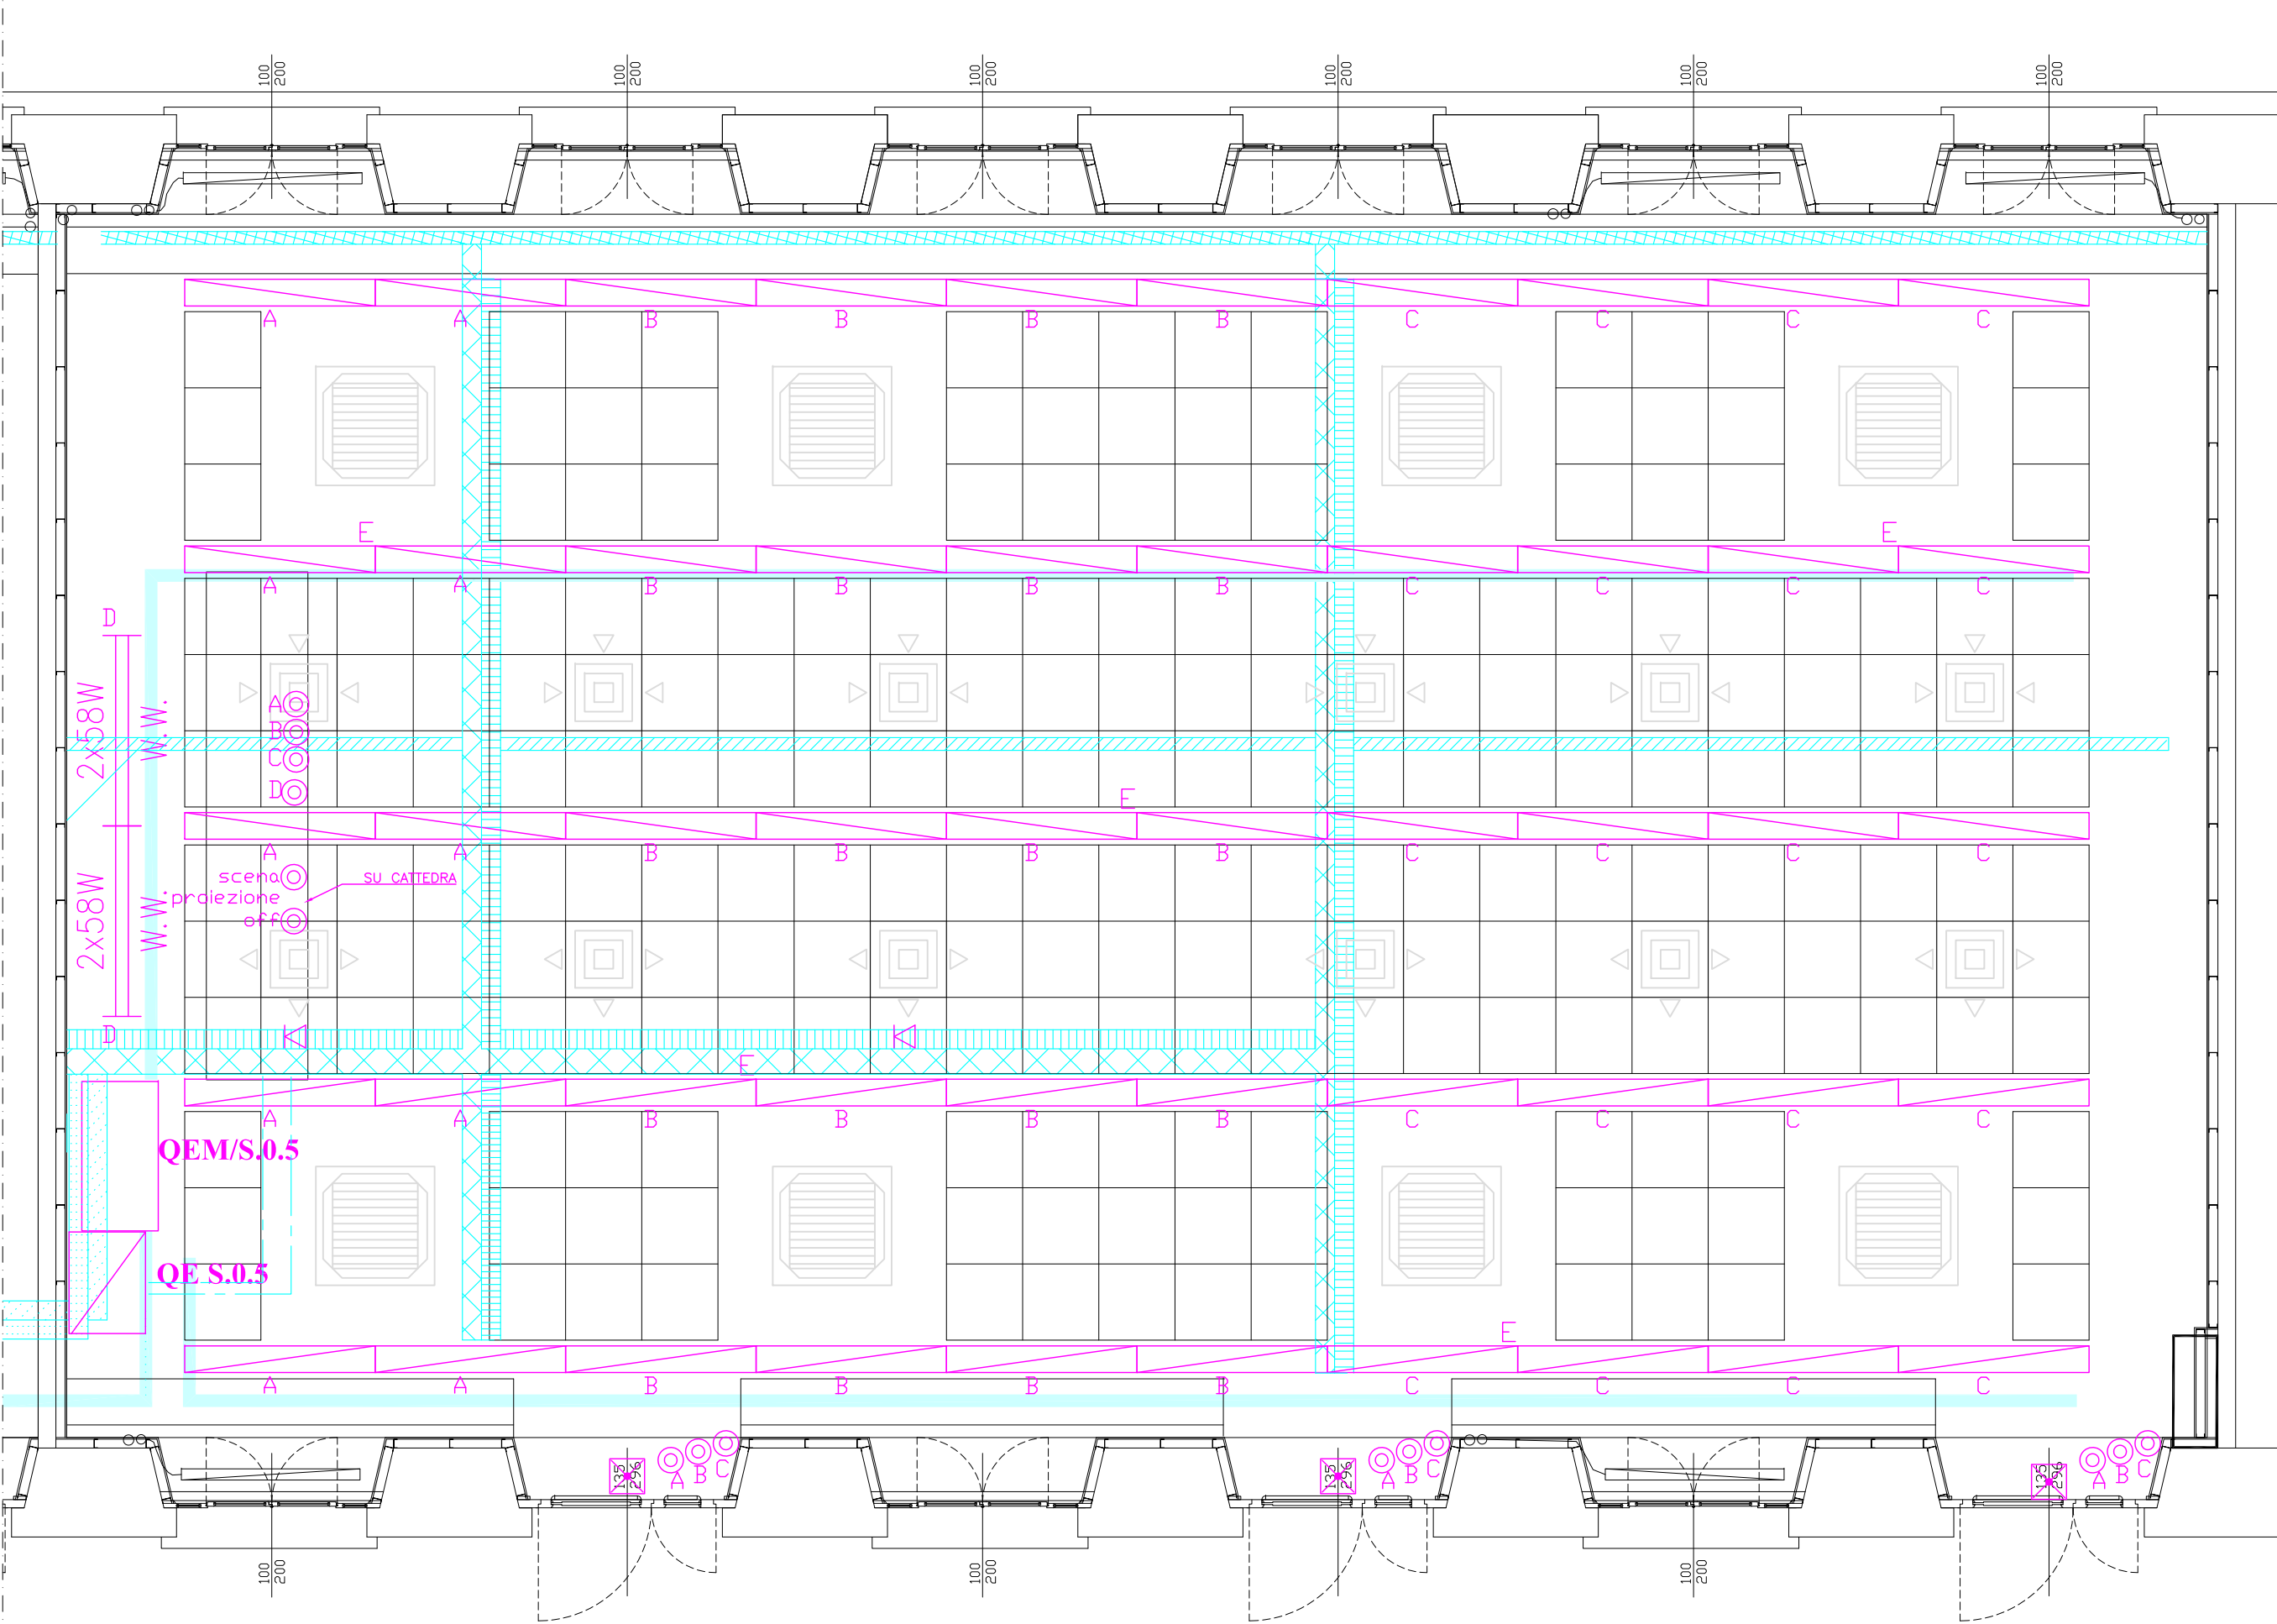 100 200 100 200 100 200 100 200 100 200 100 200
A A B B B B C C C C
E E
A A B B B B C C C C
D
2x58W W.W.
A
B
C
D
E
A A B B B B C C C C
2x58W W.W.
scena
SU CATTEDRA
proiezione
off
D
E
A A B B B B C C C C
QEM/S.0.5
QE S.0.5
E
A A B B B B C C C C
135 296 A B C 135 296 A B C 135 296 A B C
100 200 100 200 100 200